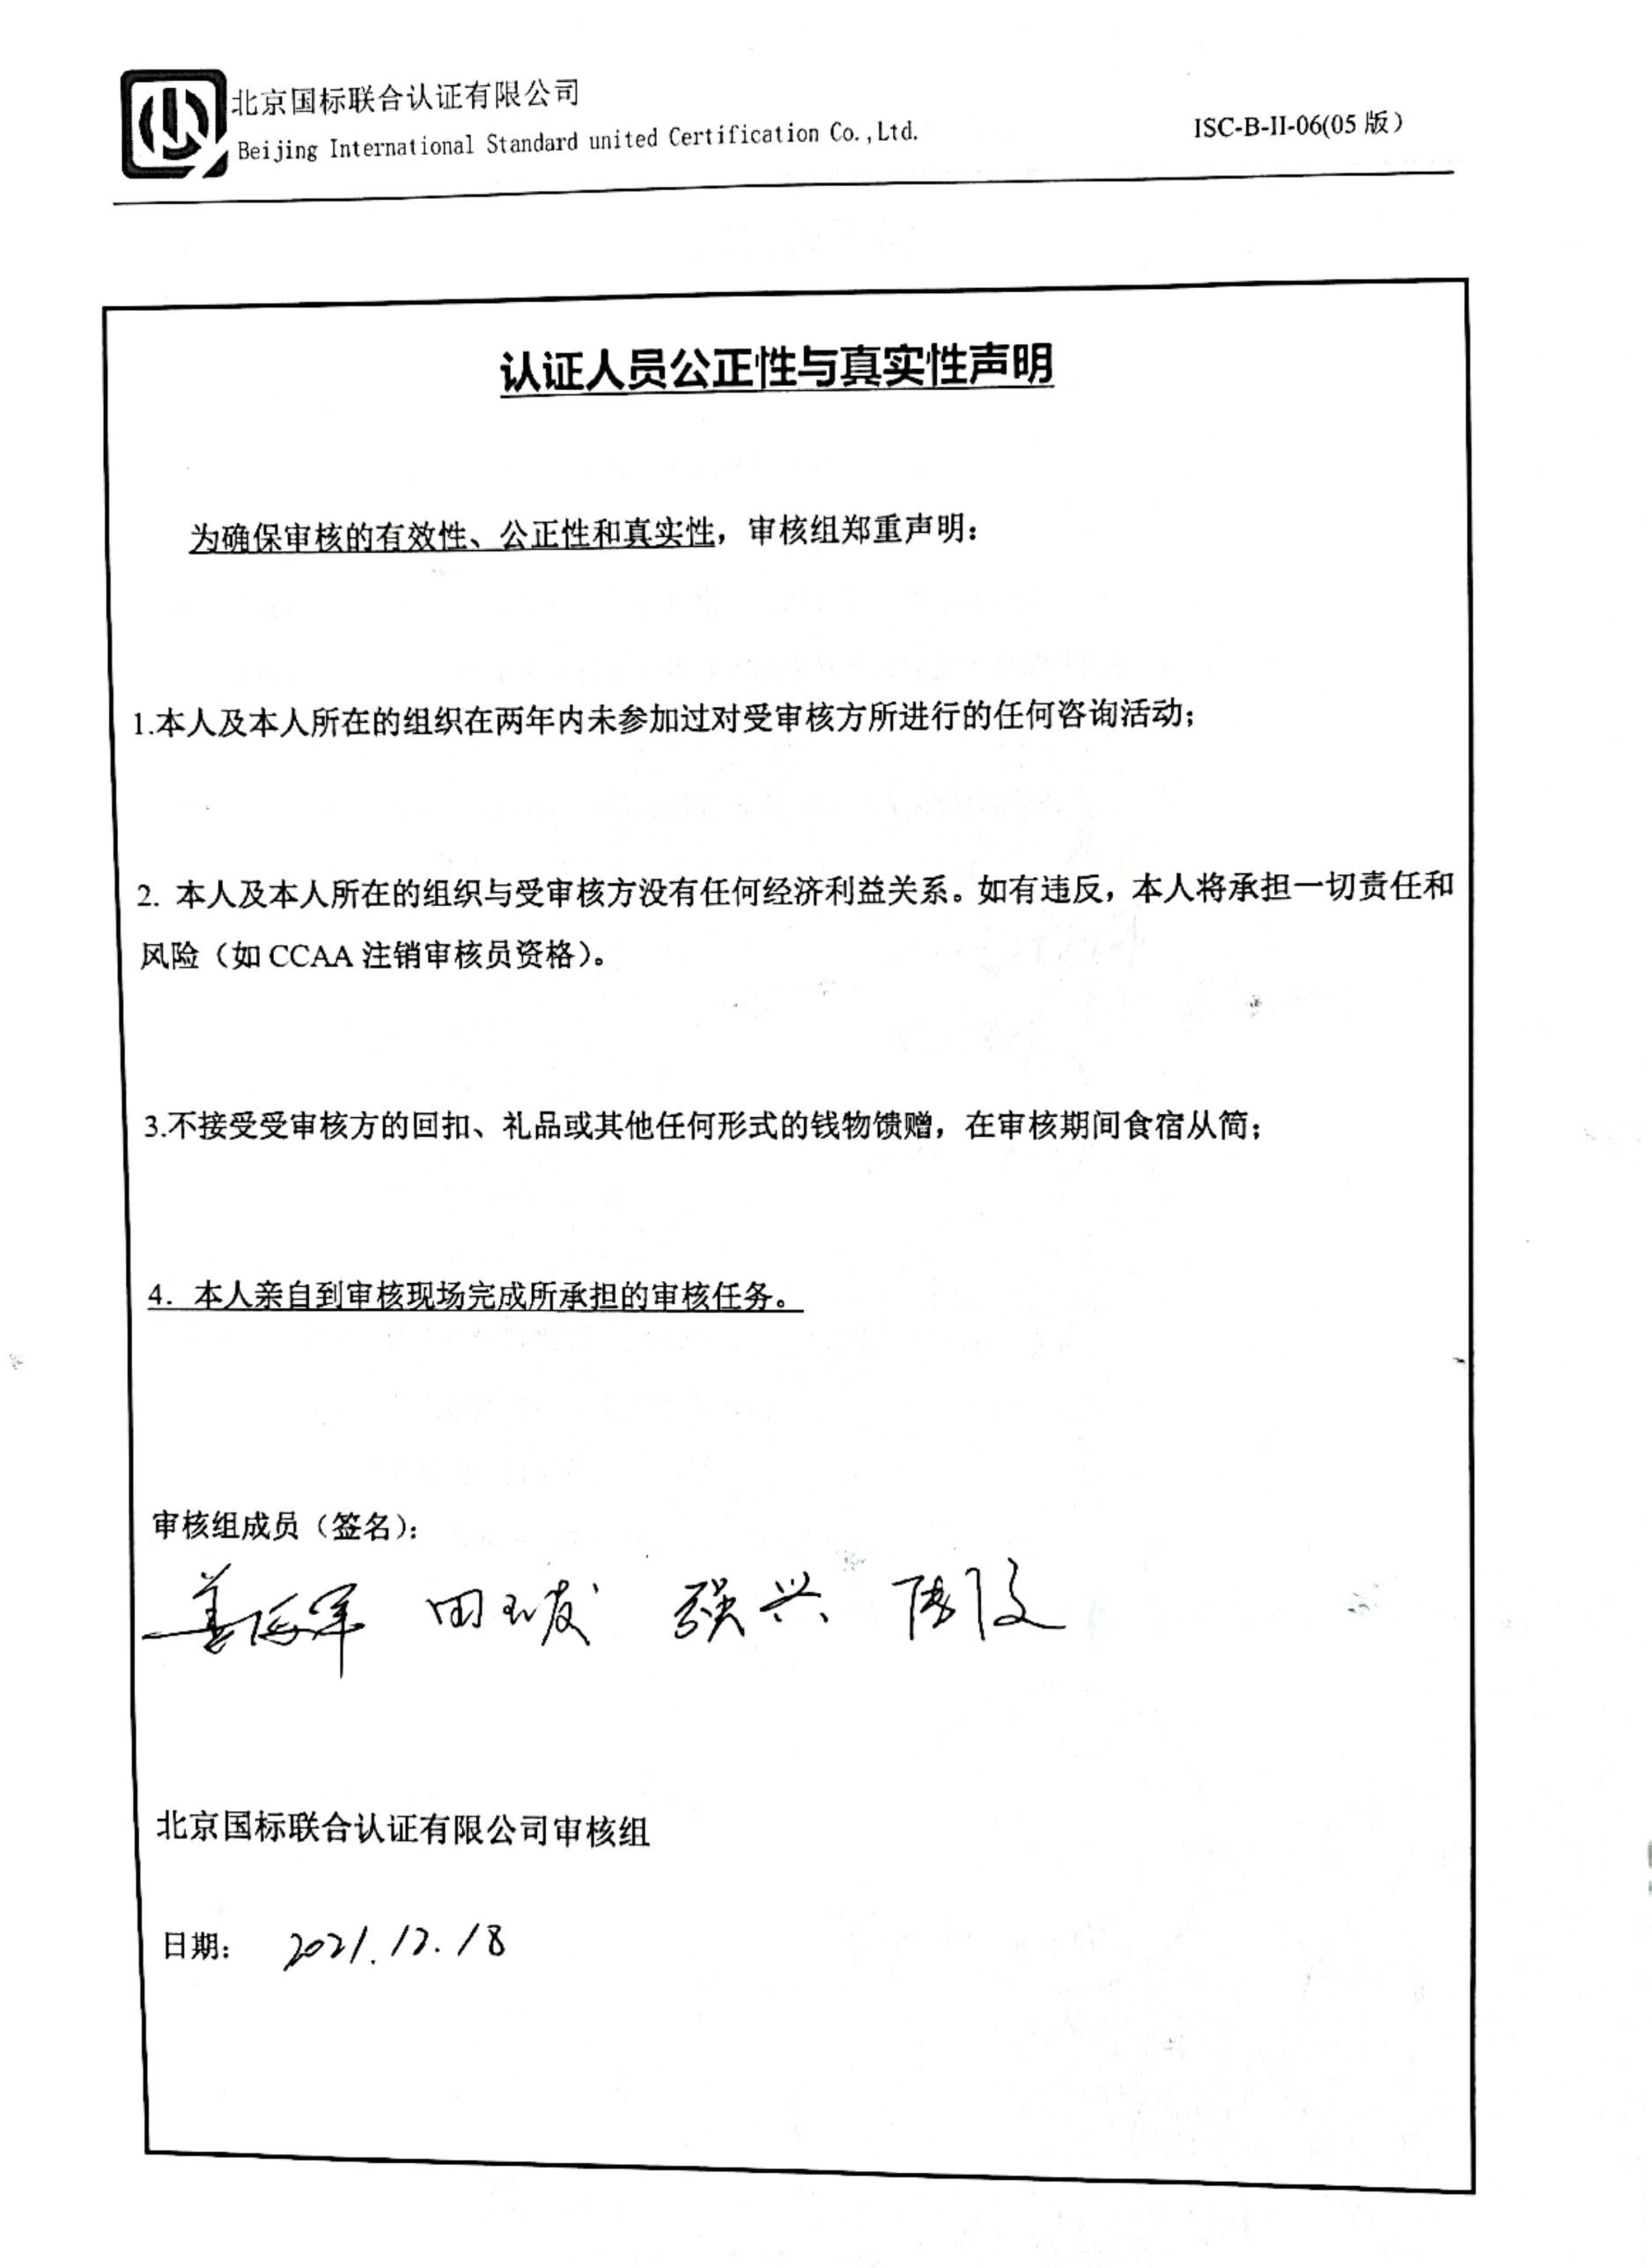 北京国标联合认证有限公司
Beijing International Standard united Certification Co.,Ltd.
ISC-B-II-06(05 版）
认证人员公正性与真实性声明
为确保审核的有效性、公正性和真实性，审核组郑重声明：
1.本人及本人所在的组织在两年内未参加过对受审核方所进行的任何咨询活动；
2. 本人及本人所在的组织与受审核方没有任何经济利益关系。如有违反，本人将承担一切责任和
风险（如 CCAA 注销审核员资格）。
3.不接受受审核方的回扣、礼品或其他任何形式的钱物馈赠，在审核期间食宿从简；
4. 本人亲自到审核现场完成所承担的审核任务。
审核组成员（签名）：
强兴
北京国标联合认证有限公司审核组
日期： 2021.12.18